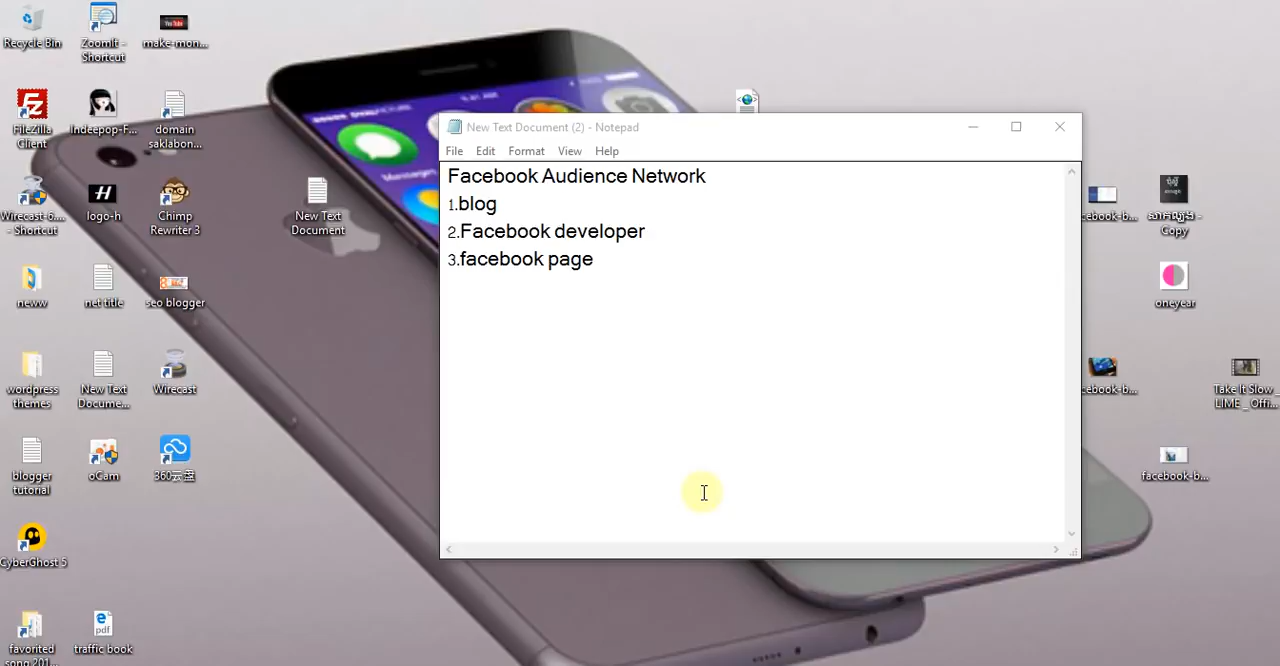 Recycle Bin
ZoomIt - Shortcut
make-mon...
FileZilla Client
Indeepop-F...
domain saklabon...
Wirecast-6.... - Shortcut
logo-h
Chimp Rewriter 3
New Text Document
neww
net title
seo blogger
wordpress themes
New Text Docume...
Wirecast
blogger tutorial
oCam
360云盘
CyberGhost 5
favorited song 201...
traffic book
New Text Document (2) - Notepad
File Edit Format View Help
Facebook Audience Network
1.blog
2.Facebook developer
3.facebook page
cebook-b...
- Copy
oneyear
cebook-b...
Take It Slow _ LIME _ Offi...
facebook-b...